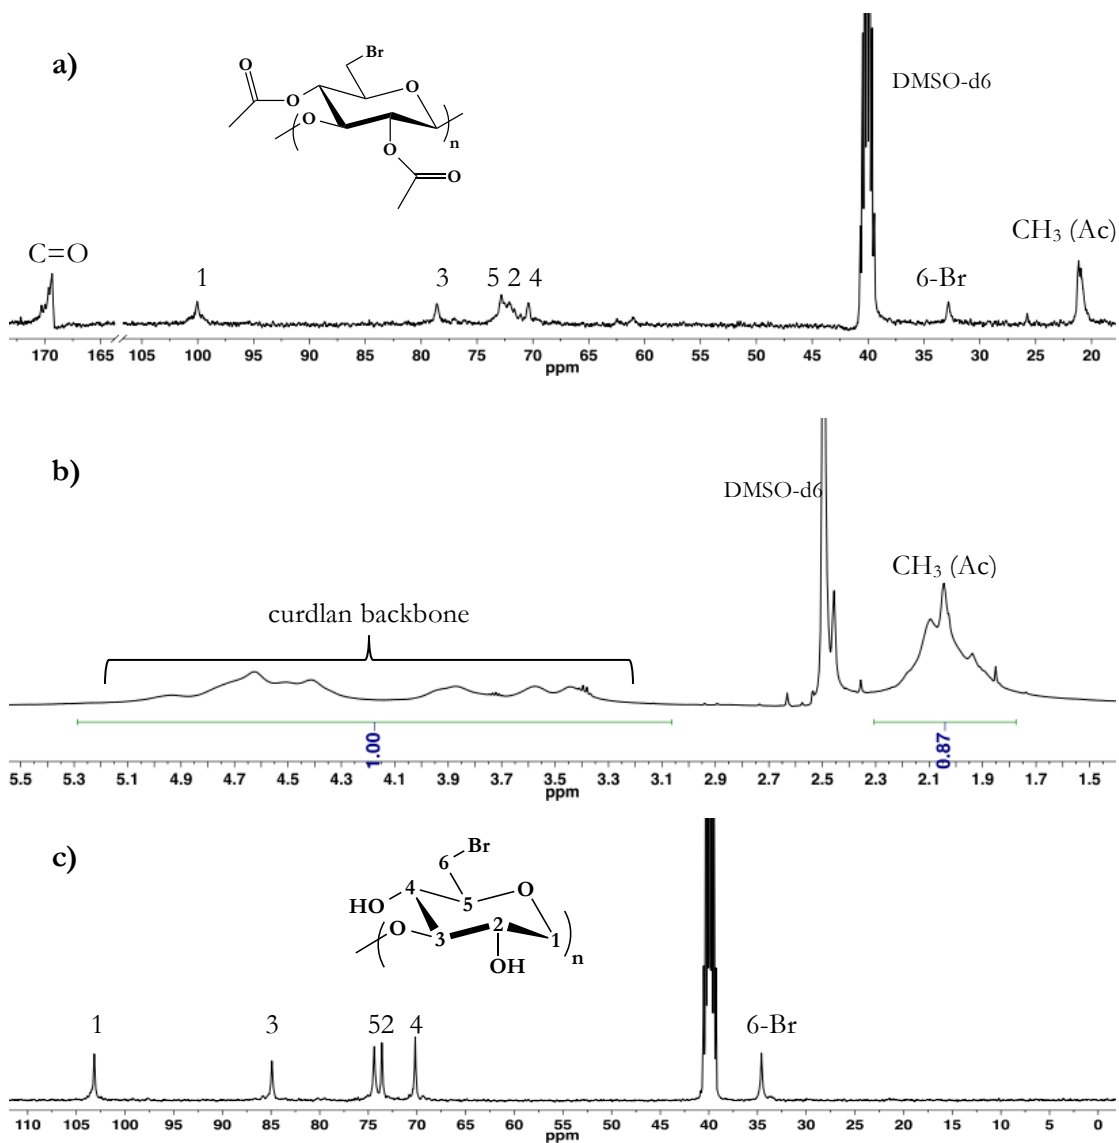 a)
Br
O
O
O
O
n
O
O
DMSO-d6
C=O
1
3
5 2 4
6-Br
CH₃ (Ac)
170 165 105 100 95 90 85 80 75 70 65 60 55 50 45 40 35 30 25 20
ppm
b)
DMSO-d6
CH₃ (Ac)
curdlan backbone
1.00
0.87
5.5 5.3 5.1 4.9 4.7 4.5 4.3 4.1 3.9 3.7 3.5 3.3 3.1 2.9 2.7 2.5 2.3 2.1 1.9 1.7 1.5
ppm
c)
6 Br
4
HO
5
O
O
3
2
1
OH
n
1
3
52 4
6-Br
110 105 100 95 90 85 80 75 70 65 60 55 50 45 40 35 30 25 20 15 10 5 0
ppm